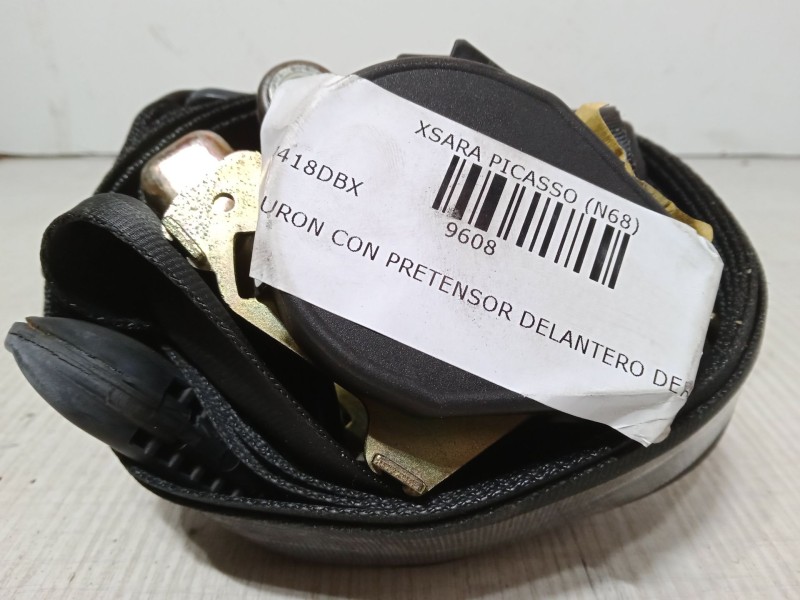 XSARA PICASSO (N68)
418DBX
9608
URON CON PRETENSOR DELANTERO DE